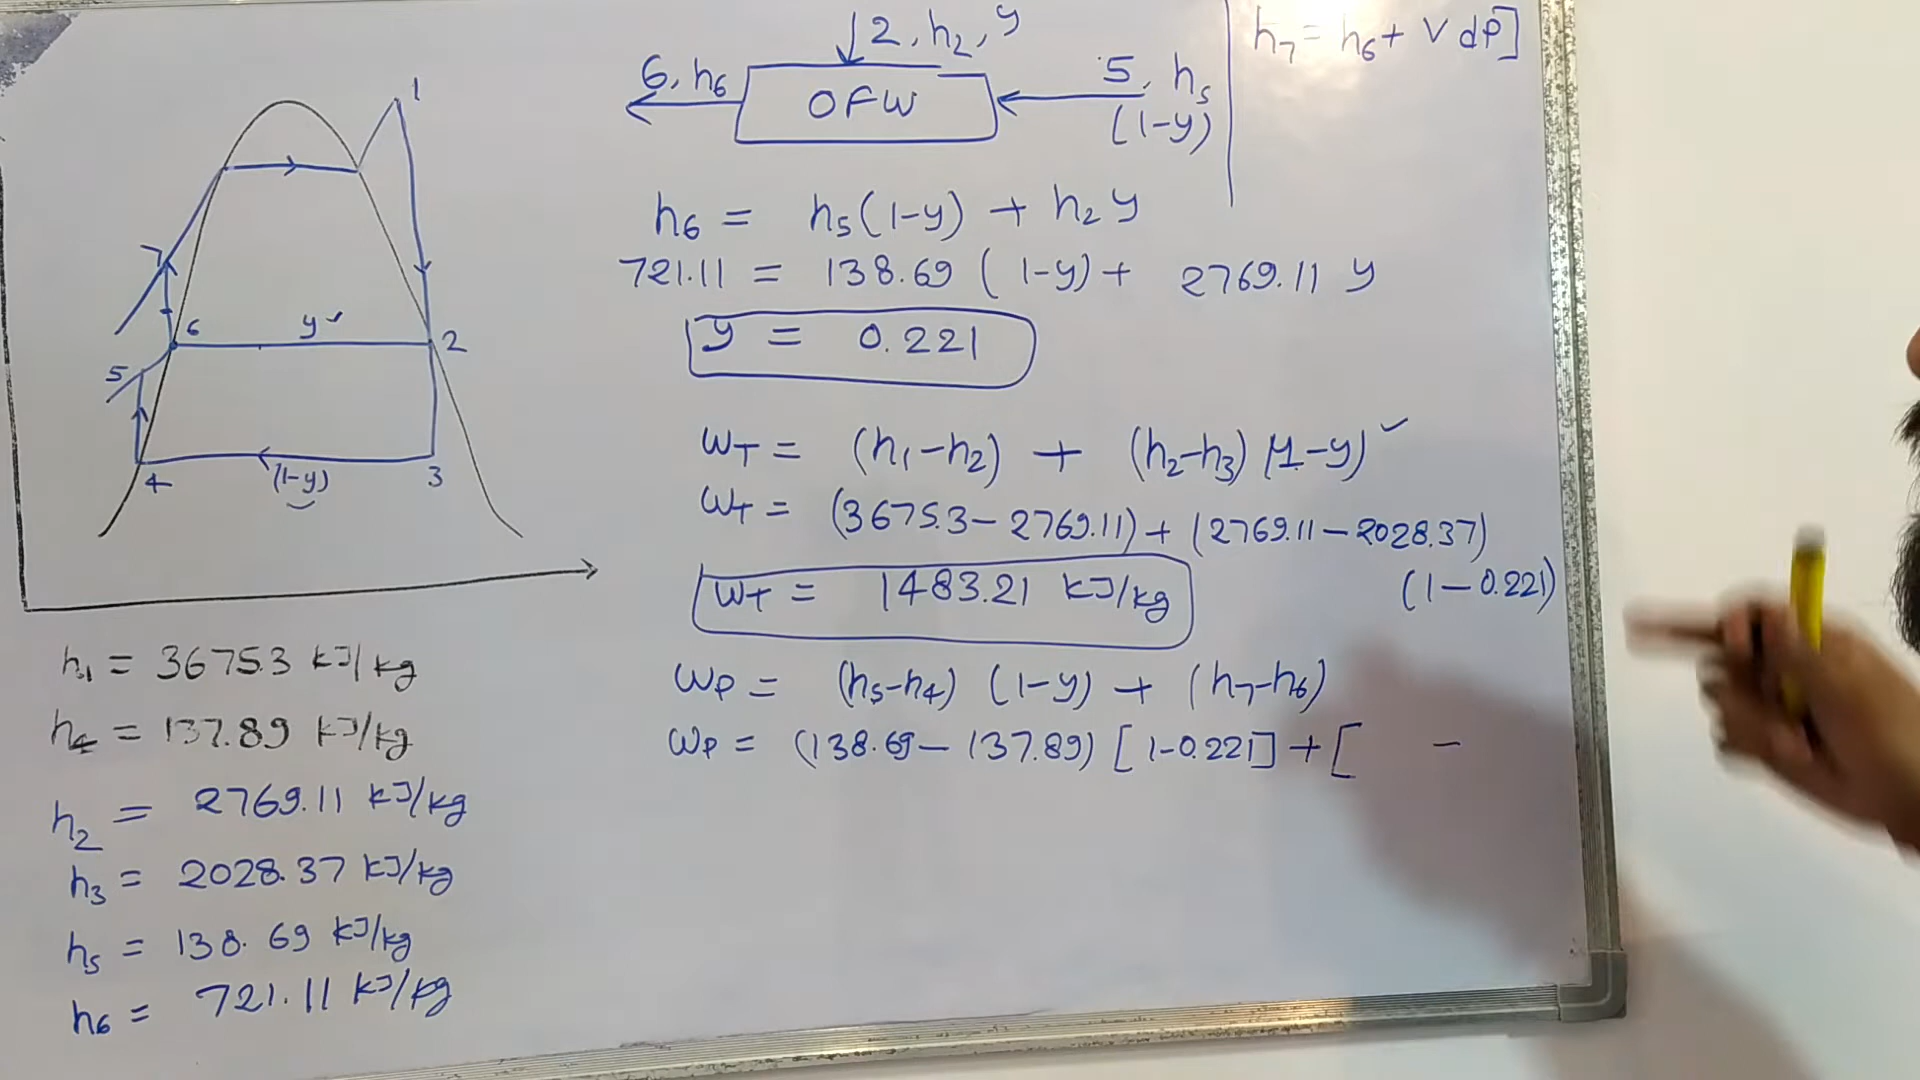 1
7
6
y
2
5
4
(1-y)
3
h₁ = 3675.3 kJ/kg
h₄ = 137.89 kJ/kg
h₂ = 2769.11 kJ/kg
h₃ = 2028.37 kJ/kg
h₅ = 138.69 kJ/kg
h₆ = 721.11 kJ/kg
2, h₂, y
6, h₆
OFW
5, h₅
(1-y)
h₇ = h₆ + v dP]
h₆ = h₅(1-y) + h₂ y
721.11 = 138.69 (1-y) + 2769.11 y
y = 0.221
WT = (h₁-h₂) + (h₂-h₃) (1-y)
WT = (3675.3 - 2769.11) + (2769.11 - 2028.37)
(1 - 0.221)
WT = 1483.21 kJ/kg
WP = (h₅-h₄) (1-y) + (h₇-h₆)
WP = (138.69 - 137.89) [1-0.221] + [ -